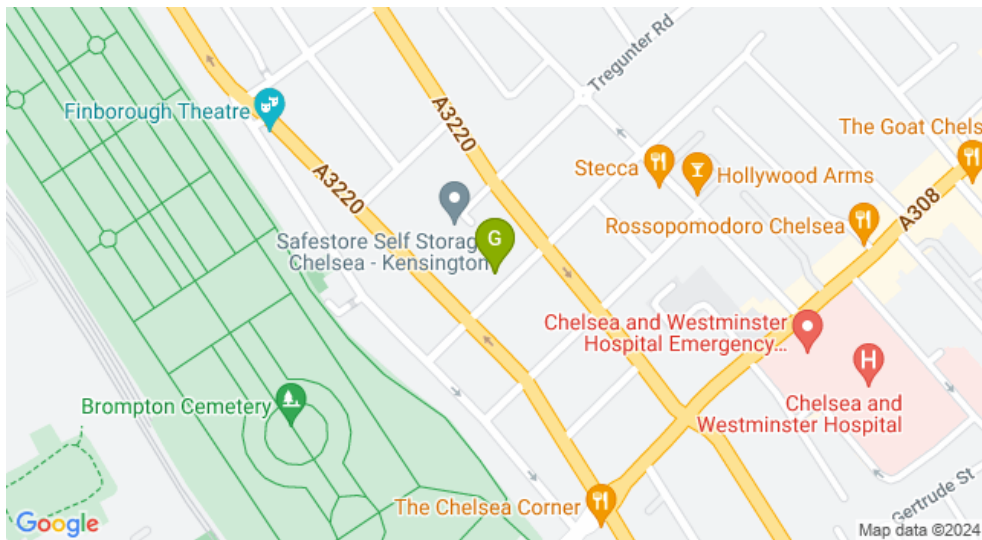 Tregunter Rd
Finborough Theatre
A3220
The Goat Chels
Stecca
Hollywood Arms
A3220
A308
Safestore Self Storag
Chelsea - Kensington
G
Rossopomodoro Chelsea
Chelsea and Westminster
Hospital Emergency...
H
Chelsea and
Westminster Hospital
Brompton Cemetery
The Chelsea Corner
Gertrude St
Google
Map data ©2024